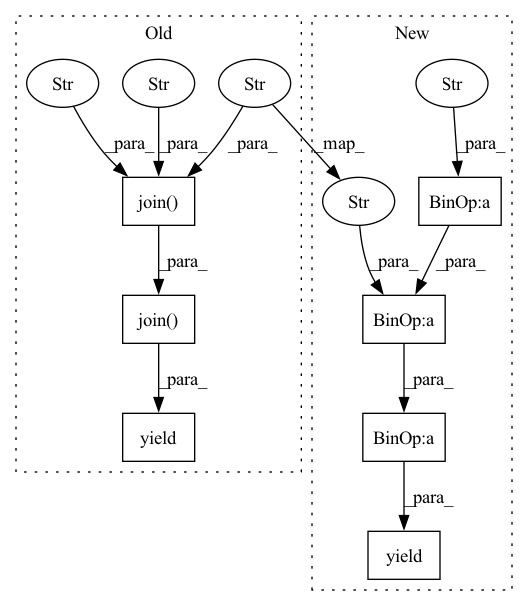 Old
New
Str
Str
Str
Str
_para_
_para_
_para_
_map_
_para_
join()
Str
BinOp:a
_para_
_para_
_para_
join()
BinOp:a
_para_
_para_
yield
BinOp:a
_para_
yield